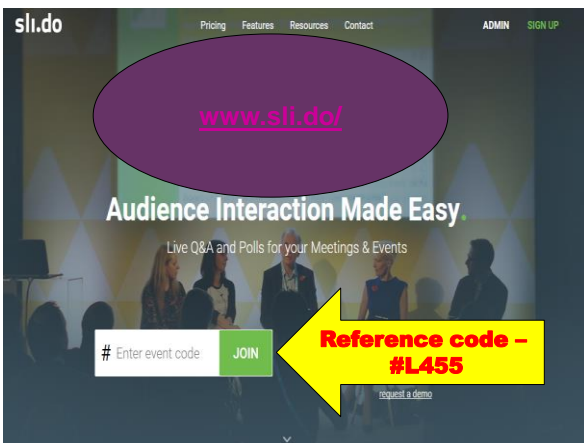 slı.do
Pricing Features Resources Contact ADMIN SIGN UP
www.sli.do/
Audience Interaction Made Easy.
Live Q&A and Polls for your Meetings & Events
# Enter event code JOIN
Reference code –
#L455
request a demo